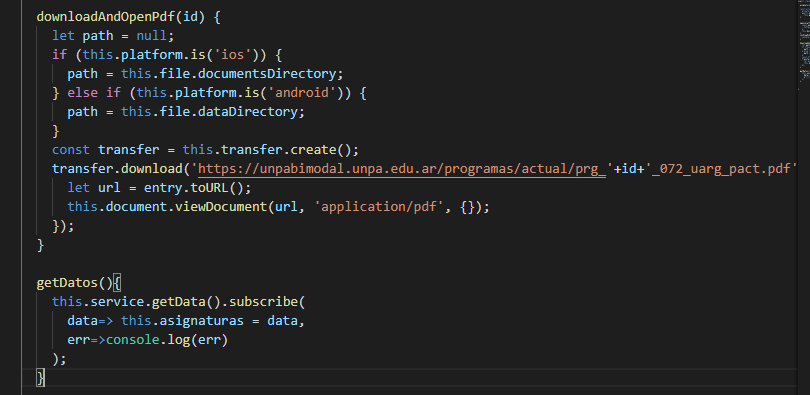 downloadAndOpenPdf(id) {
let path = null;
if (this.platform.is('ios')) {
path = this.file.documentsDirectory;
} else if (this.platform.is('android')) {
path = this.file.dataDirectory;
}
const transfer = this.transfer.create();
transfer.download('https://unpabimodal.unpa.edu.ar/programas/actual/prg_'+id+'_072_uarg_pact.pdf'
let url = entry.toURL();
this.document.viewDocument(url, 'application/pdf', {});
});
}
getDatos(){
this.service.getData().subscribe(
data=> this.asignaturas = data,
err=>console.log(err)
);
}